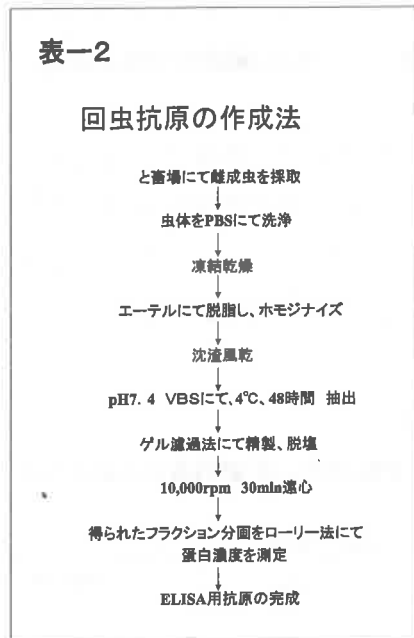 表一2
回虫抗原の作成法
と畜場にて雌成虫を採取
虫体をPBSにて洗浄
凍結乾燥
エーテルにて脱脂し、ホモジナイズ
沈渣風乾
pH7. 4 VBSにて、4℃、48時間 抽出
ゲル濾過法にて精製、脱塩
10,000rpm 30min遠心
得られたフラクション分画をローリー法にて
蛋白濃度を測定
ELISA用抗原の完成